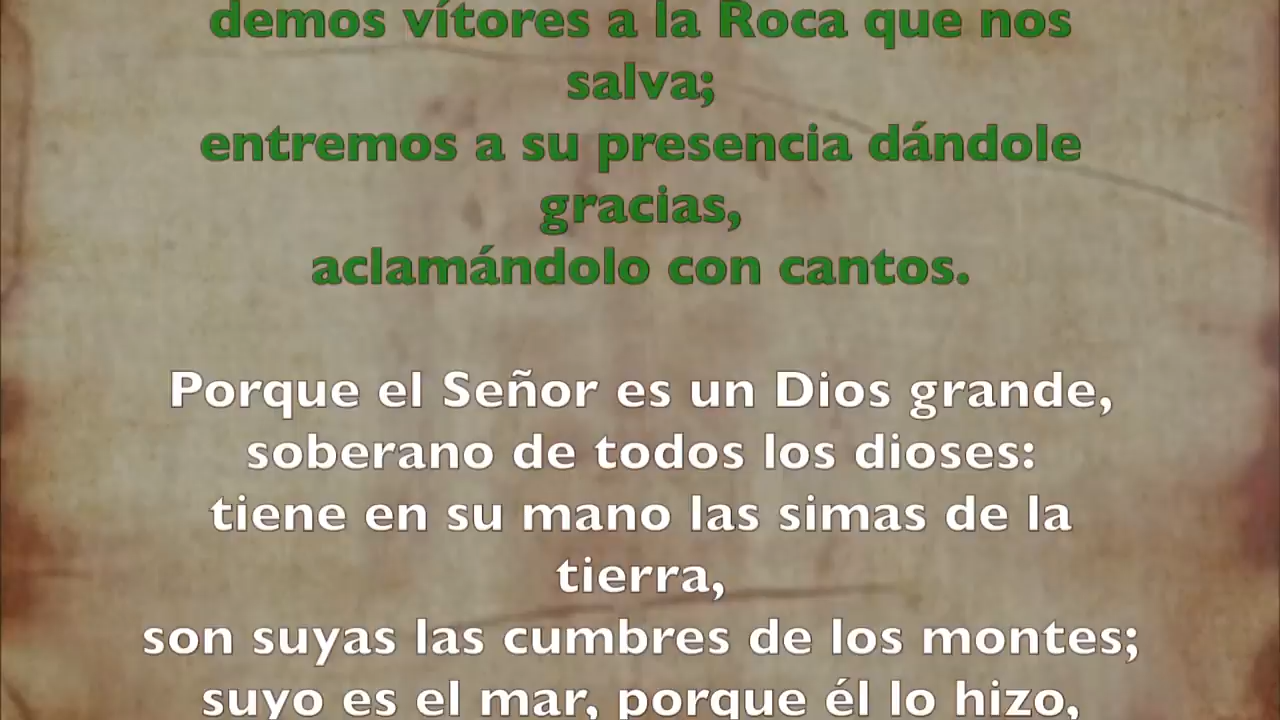 demos vítores a la Roca que nos
salva;
entremos a su presencia dándole
gracias,
aclamándolo con cantos.
Porque el Señor es un Dios grande,
soberano de todos los dioses:
tiene en su mano las simas de la
tierra,
son suyas las cumbres de los montes;
suyo es el mar, porque él lo hizo,